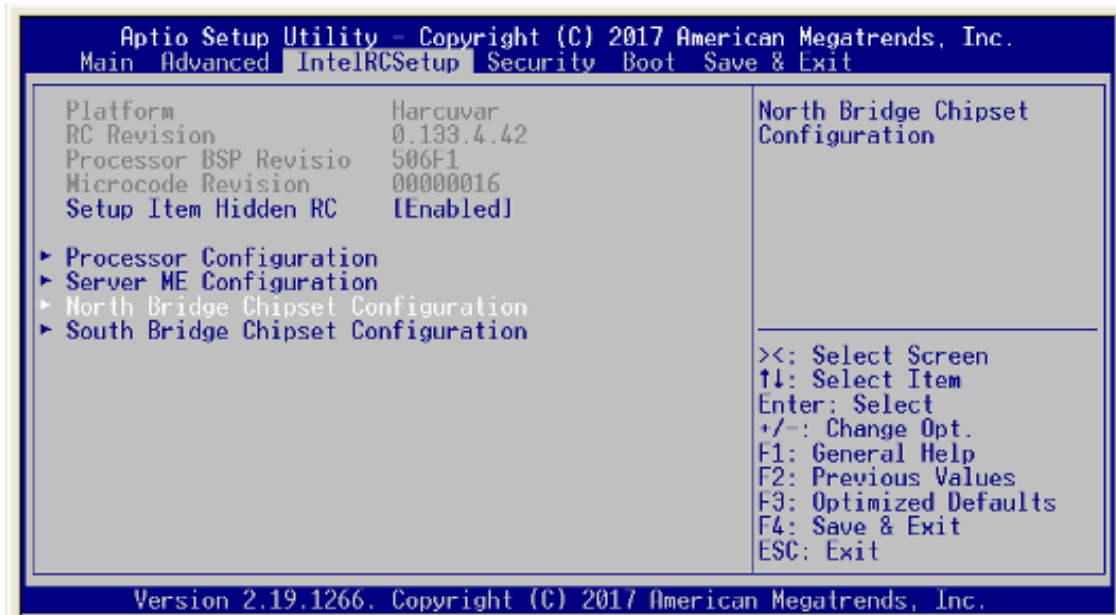 Aptio Setup Utility - Copyright (C) 2017 American Megatrends, Inc.
Main Advanced IntelRCSetup Security Boot Save & Exit
Platform Harcuvar
RC Revision 0.133.4.42
Processor BSP Revisio 506F1
Microcode Revision 00000016
Setup Item Hidden RC [Enabled]
► Processor Configuration
► Server ME Configuration
► North Bridge Chipset Configuration
► South Bridge Chipset Configuration
North Bridge Chipset
Configuration
><: Select Screen
↑↓: Select Item
Enter: Select
+/-: Change Opt.
F1: General Help
F2: Previous Values
F3: Optimized Defaults
F4: Save & Exit
ESC: Exit
Version 2.19.1266. Copyright (C) 2017 American Megatrends, Inc.